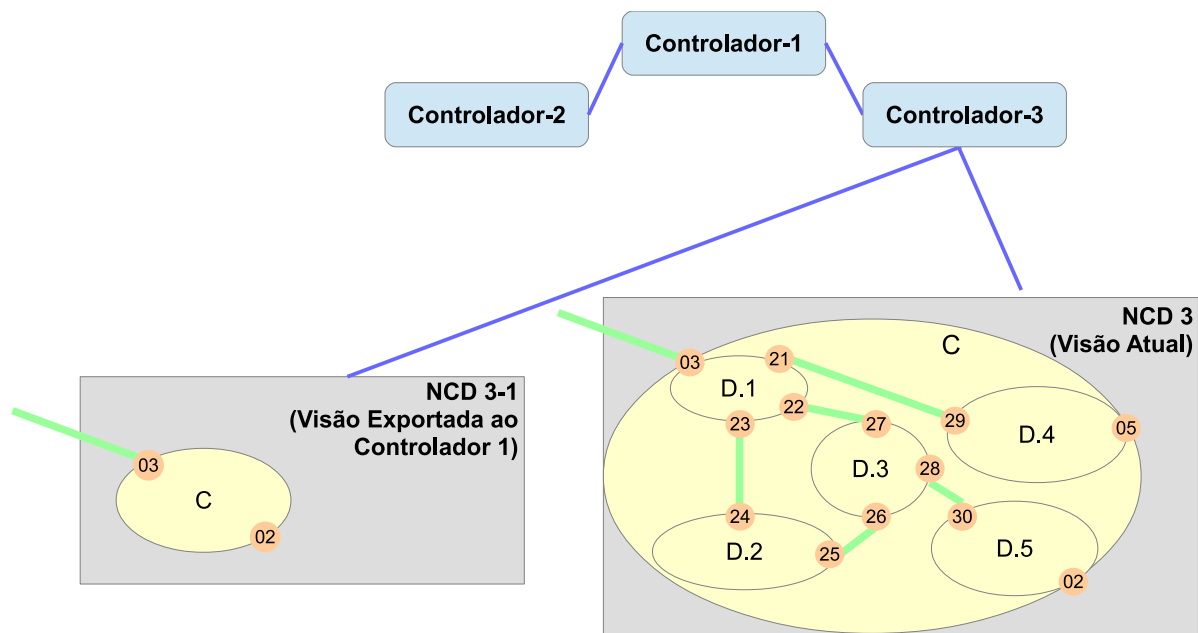 Controlador-1
Controlador-2
Controlador-3
NCD 3-1
(Visão Exportada ao
Controlador 1)
03
C
02
NCD 3
(Visão Atual)
C
03
21
D.1
22
23
27
29
D.4
05
D.3
28
24
26
30
D.2
25
D.5
02